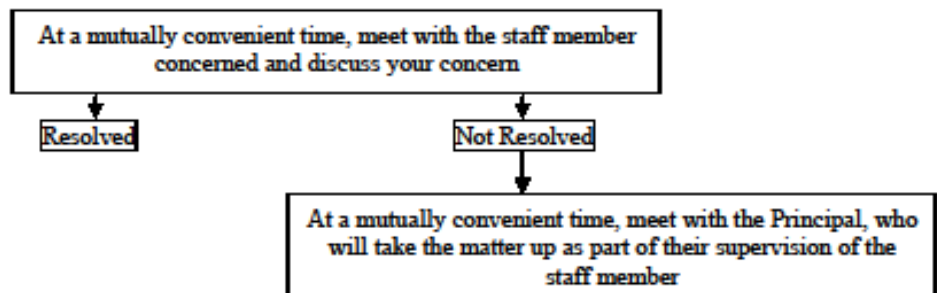 At a mutually convenient time, meet with the staff member
concerned and discuss your concern
Resolved
Not Resolved
At a mutually convenient time, meet with the Principal, who
will take the matter up as part of their supervision of the
staff member